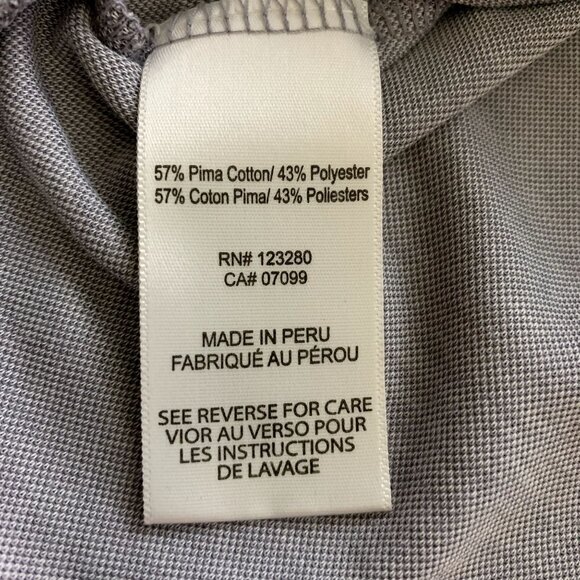 57% Pima Cotton/ 43% Polyester
57% Coton Pima/ 43% Poliesters
RN# 123280
CA# 07099
MADE IN PERU
FABRIQUÉ AU PÉROU
SEE REVERSE FOR CARE
VIOR AU VERSO POUR
LES INSTRUCTIONS
DE LAVAGE